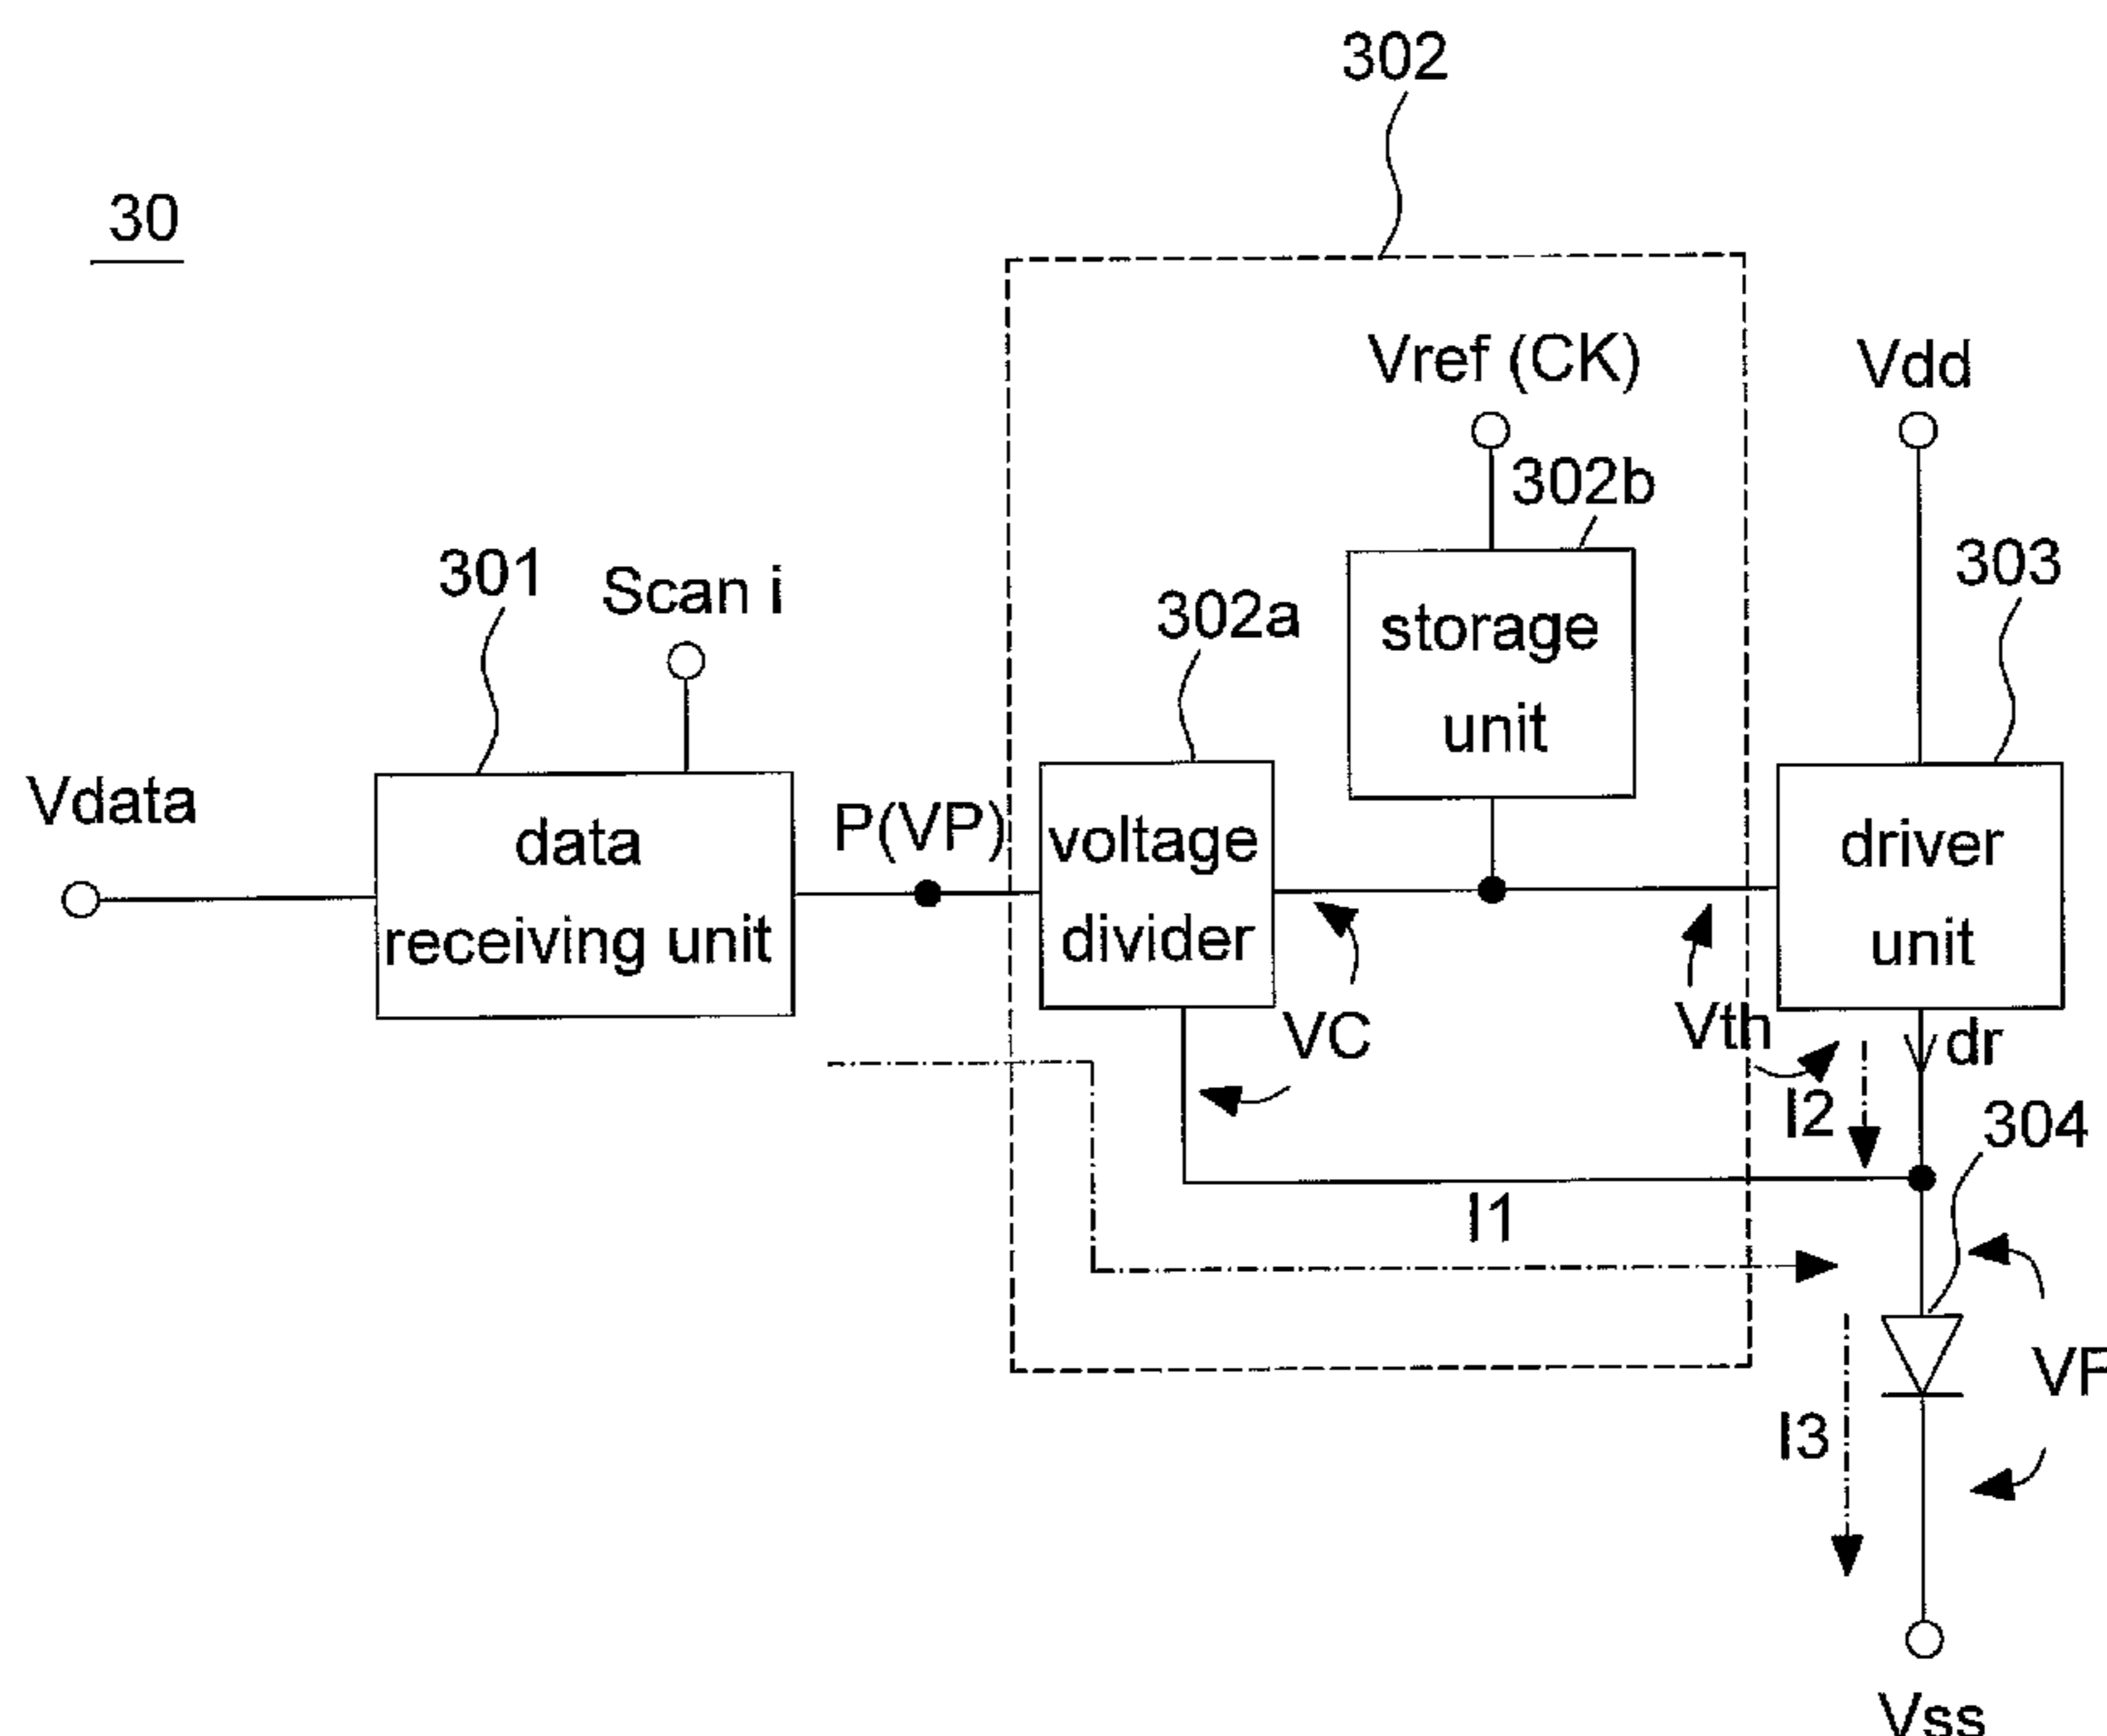 302
30
Vref (CK)
Vdd
302b
303
301
Scan i
302a
storage
unit
Vdata
data
receiving unit
P(VP)
voltage
divider
driver
unit
VC
Vth
dr
I2
304
I1
I3
Vss